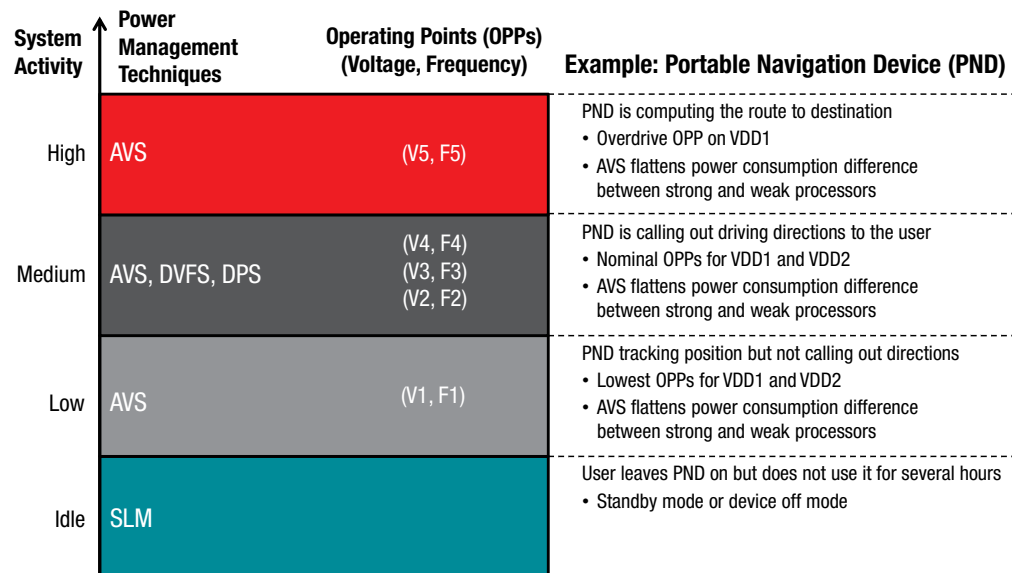 System
Activity
Power
Management
Techniques
Operating Points (OPPs)
(Voltage, Frequency)
Example: Portable Navigation Device (PND)
High
AVS
(V5, F5)
PND is computing the route to destination
• Overdrive OPP on VDD1
• AVS flattens power consumption difference
between strong and weak processors
Medium
AVS, DVFS, DPS
(V4, F4)
(V3, F3)
(V2, F2)
PND is calling out driving directions to the user
• Nominal OPPs for VDD1 and VDD2
• AVS flattens power consumption difference
between strong and weak processors
Low
AVS
(V1, F1)
PND tracking position but not calling out directions
• Lowest OPPs for VDD1 and VDD2
• AVS flattens power consumption difference
between strong and weak processors
Idle
SLM
User leaves PND on but does not use it for several hours
• Standby mode or device off mode